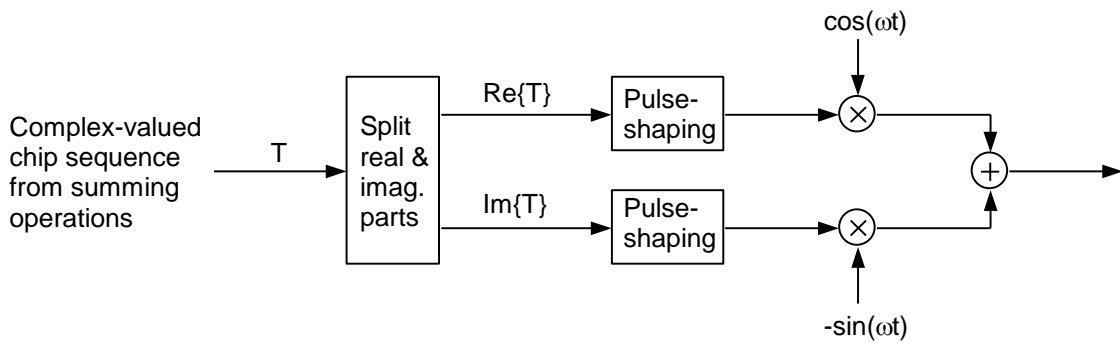 cos(ωt)
Complex-valued
chip sequence
from summing
operations
T
Split
real &
imag.
parts
Re{T}
Pulse-
shaping
Im{T}
Pulse-
shaping
-sin(ωt)